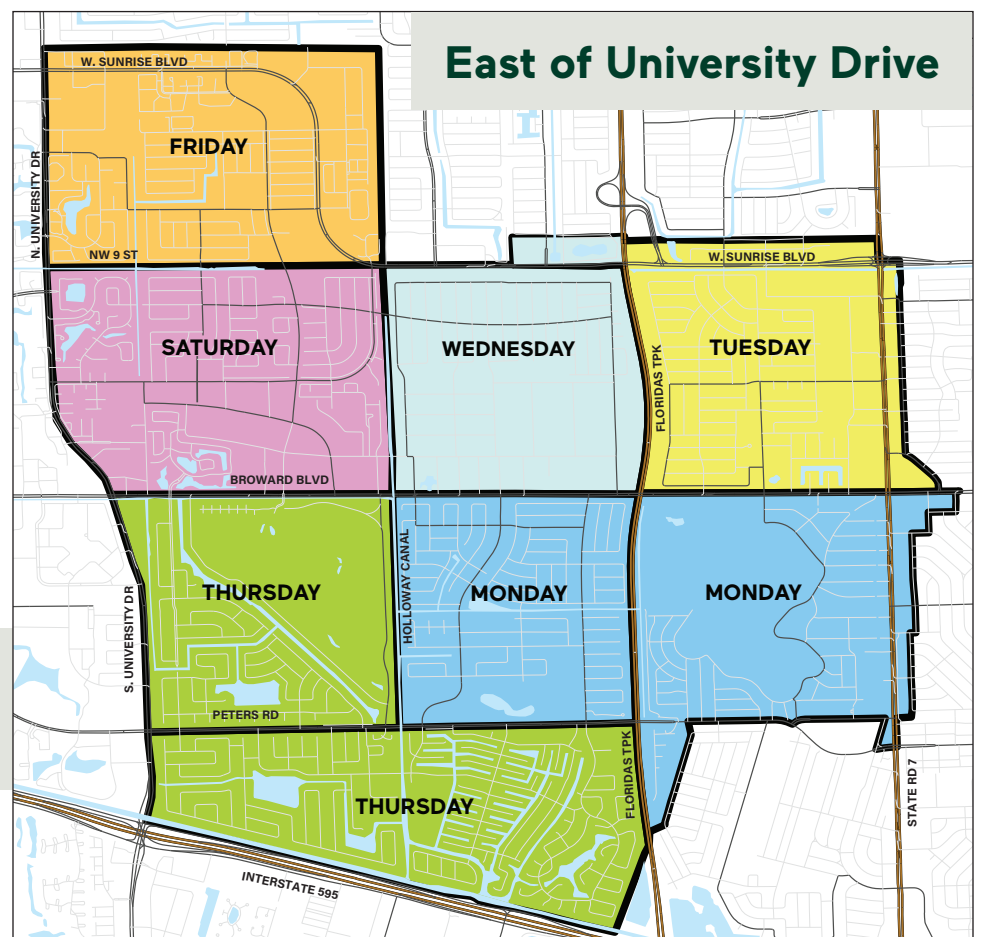 East of University Drive
W. SUNRISE BLVD
FRIDAY
N. UNIVERSITY DR
NW 9 ST
W. SUNRISE BLVD
SATURDAY
WEDNESDAY
TUESDAY
FLORIDAS TPK
BROWARD BLVD
THURSDAY
HOLLOWAY CANAL
MONDAY
MONDAY
S. UNIVERSITY DR
PETERS RD
THURSDAY
FLORIDAS TPK
STATE RD 7
INTERSTATE 595